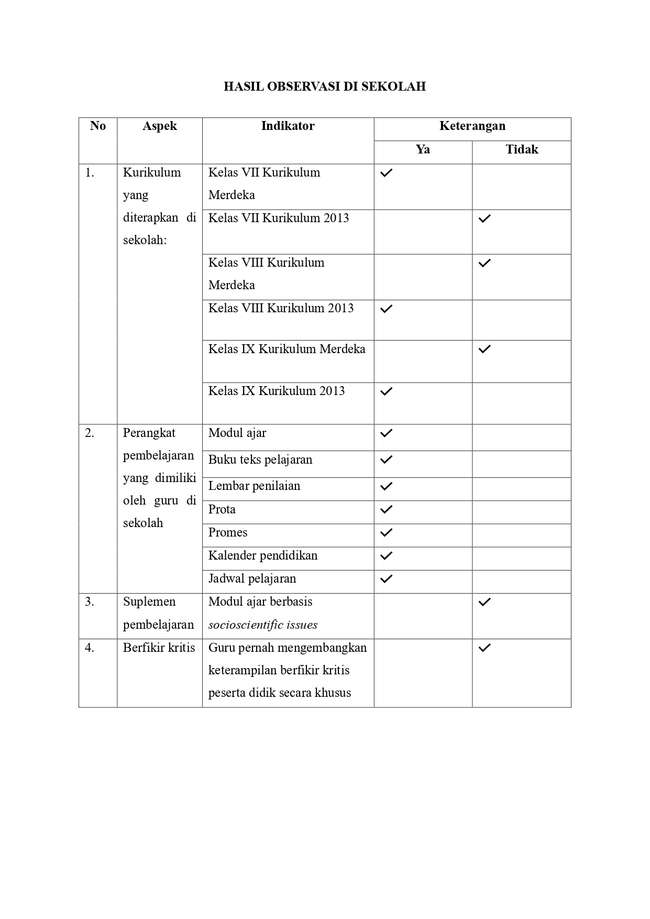 HASIL OBSERVASI DI SEKOLAH
No Aspek Indikator Keterangan
Ya Tidak
1. Kurikulum yang diterapkan di sekolah: Kelas VII Kurikulum Merdeka ✓
Kelas VII Kurikulum 2013 ✓
Kelas VIII Kurikulum Merdeka ✓
Kelas VIII Kurikulum 2013 ✓
Kelas IX Kurikulum Merdeka ✓
Kelas IX Kurikulum 2013 ✓
2. Perangkat pembelajaran yang dimiliki oleh guru di sekolah Modul ajar ✓
Buku teks pelajaran ✓
Lembar penilaian ✓
Prota ✓
Promes ✓
Kalender pendidikan ✓
Jadwal pelajaran ✓
3. Suplemen pembelajaran Modul ajar berbasis socioscientific issues ✓
4. Berfikir kritis Guru pernah mengembangkan keterampilan berfikir kritis peserta didik secara khusus ✓